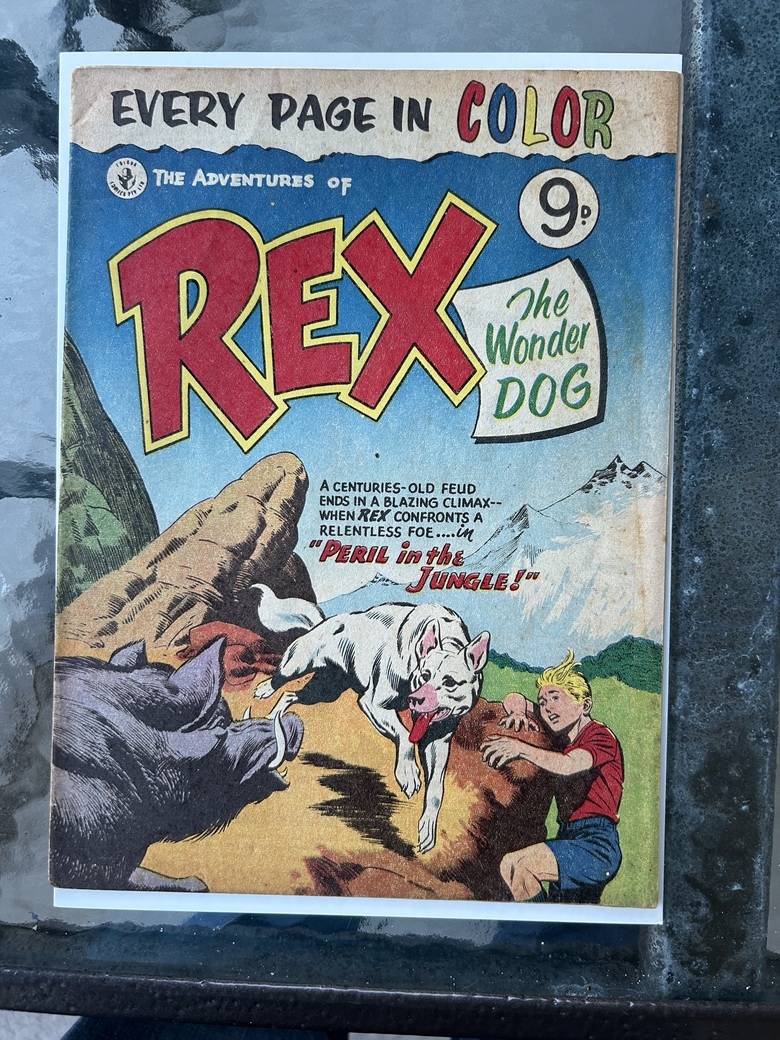 EVERY PAGE IN COLOR
THE ADVENTURES OF
9D.
REX
The
Wonder
DOG
A CENTURIES-OLD FEUD
ENDS IN A BLAZING CLIMAX--
WHEN REX CONFRONTS A
RELENTLESS FOE....in
"PERIL in the
JUNGLE!"